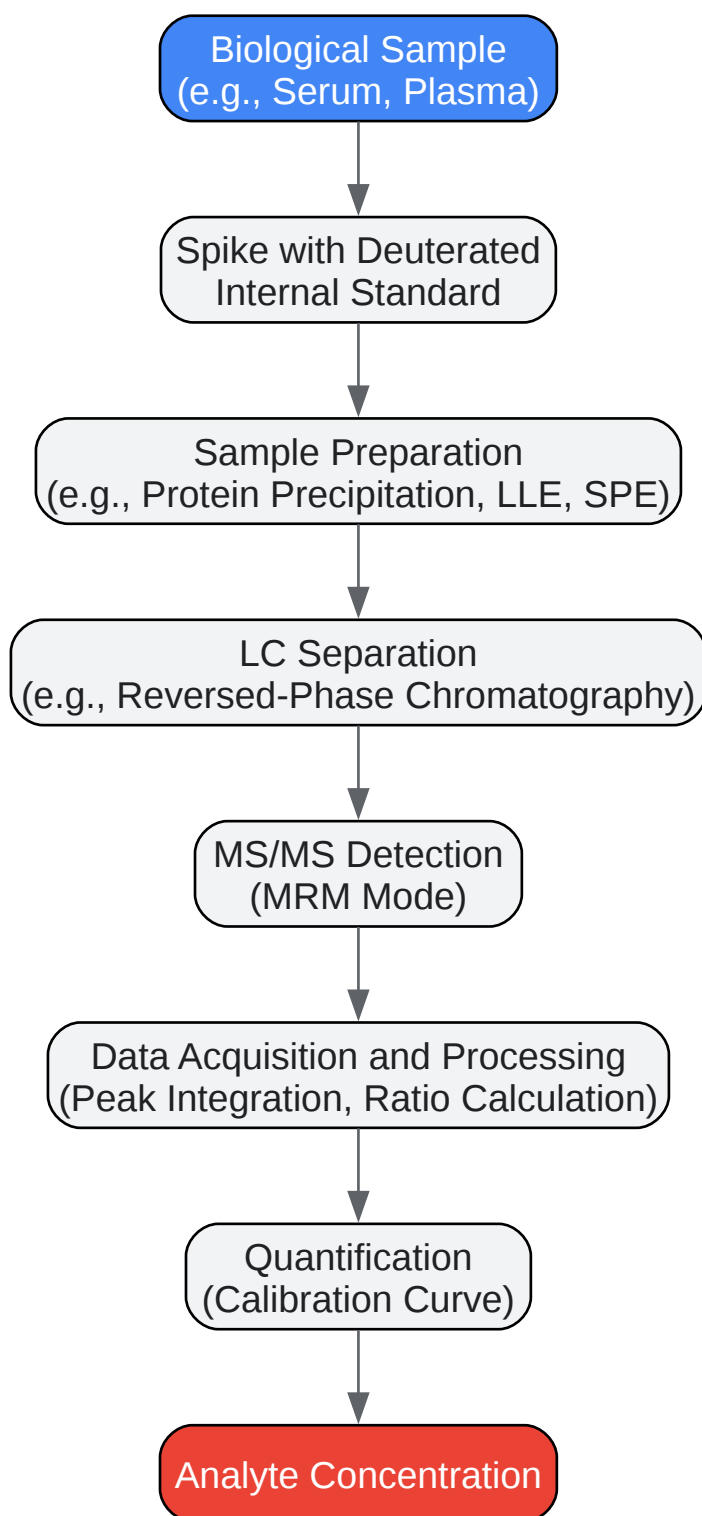 Biological Sample
(e.g., Serum, Plasma)
Spike with Deuterated
Internal Standard
Sample Preparation
(e.g., Protein Precipitation, LLE, SPE)
LC Separation
(e.g., Reversed-Phase Chromatography)
MS/MS Detection
(MRM Mode)
Data Acquisition and Processing
(Peak Integration, Ratio Calculation)
Quantification
(Calibration Curve)
Analyte Concentration